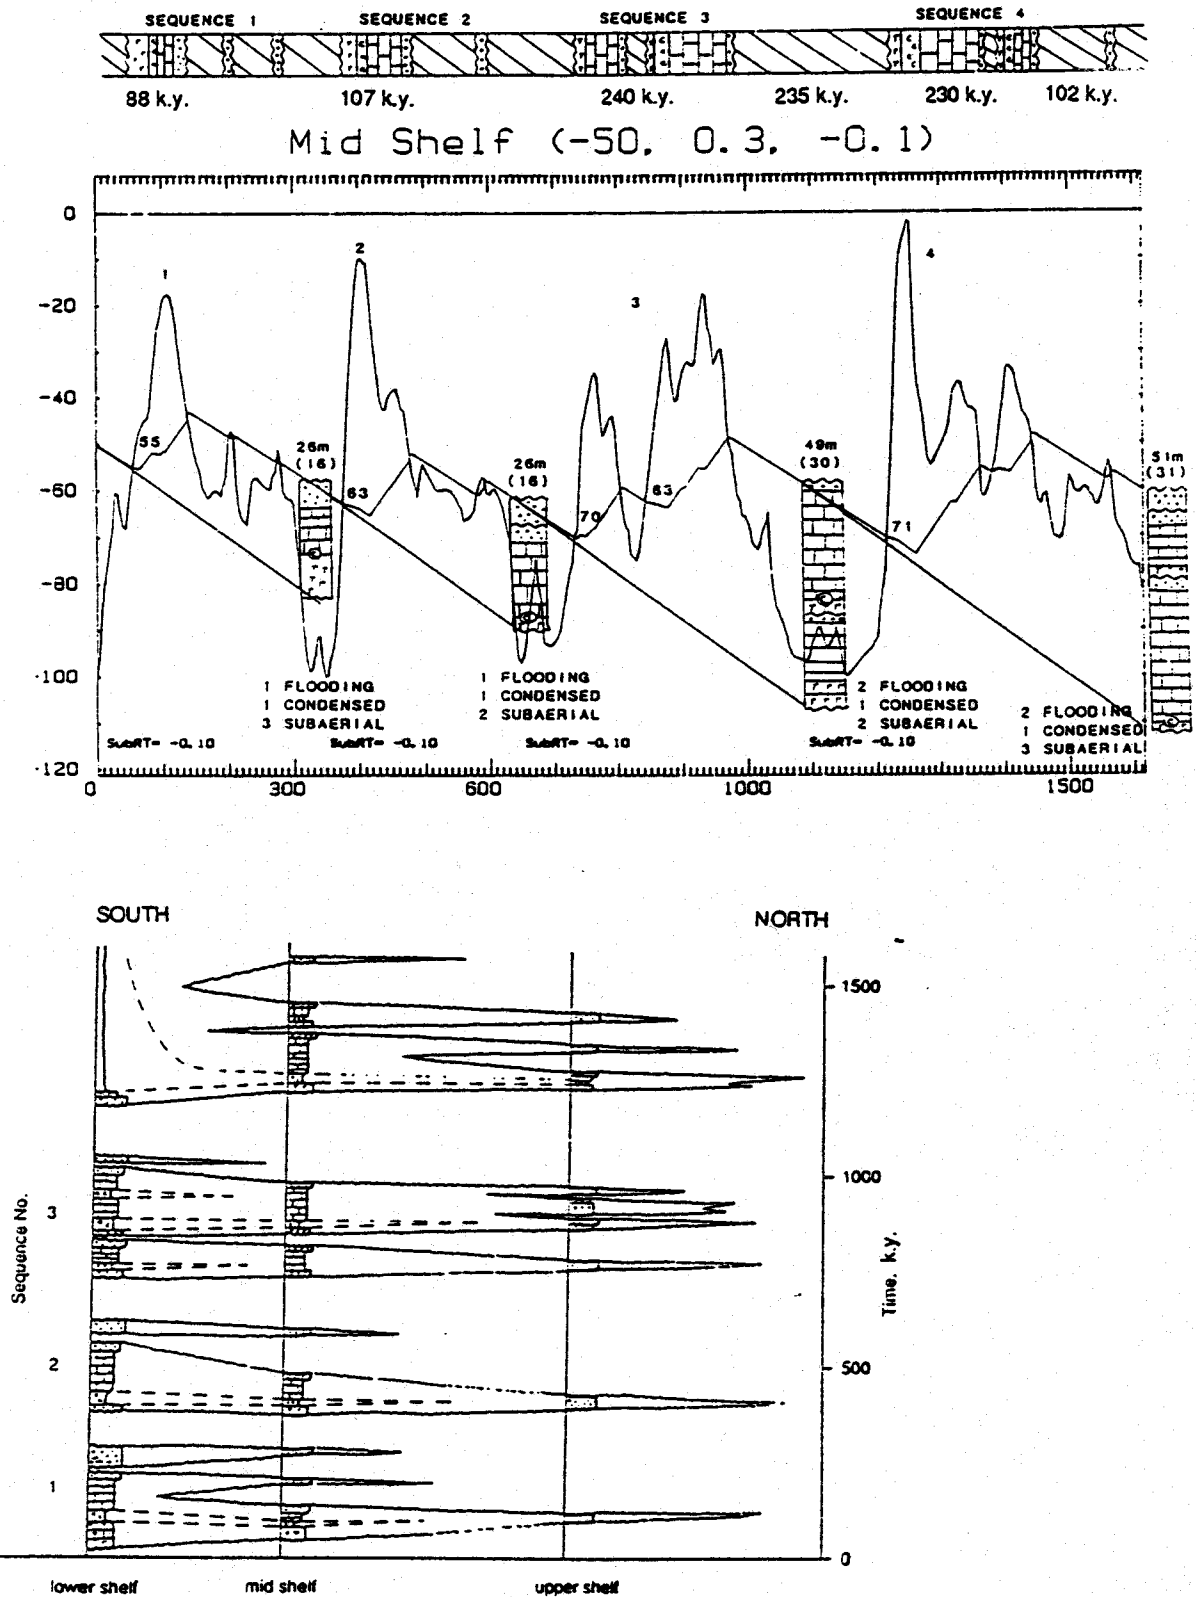 SEQUENCE 1 SEQUENCE 2 SEQUENCE 3 SEQUENCE 4
88 k.y. 107 k.y. 240 k.y. 235 k.y. 230 k.y. 102 k.y.
Mid Shelf (-50, 0.3, -0.1)
0
-20
-40
-60
-80
-100
-120
1
2
3
4
55
63
70
63
71
26m
(16)
26m
(16)
49m
(30)
51m
(31)
1 FLOODING
1 CONDENSED
3 SUBAERIAL
1 FLOODING
1 CONDENSED
2 SUBAERIAL
2 FLOODING
1 CONDENSED
2 SUBAERIAL
2 FLOODING
1 CONDENSED
3 SUBAERIAL
SubRT= -0.10 SubRT= -0.10 SubRT= -0.10 SubRT= -0.10
0 300 600 1000 1500
SOUTH NORTH
1500
1000
500
0
Time, k.y.
Sequence No.
3
2
1
lower shelf mid shelf upper shelf